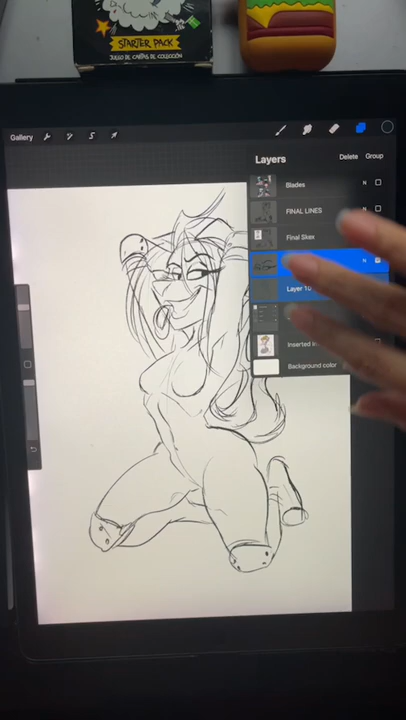 STARTER PACK
JUEGO DE CARTAS DE COLECCIÓN
Gallery
Layers
Delete
Group
Blades
N
FINAL LINES
N
Final Skex
N
Layer 10
Inserted
Background color